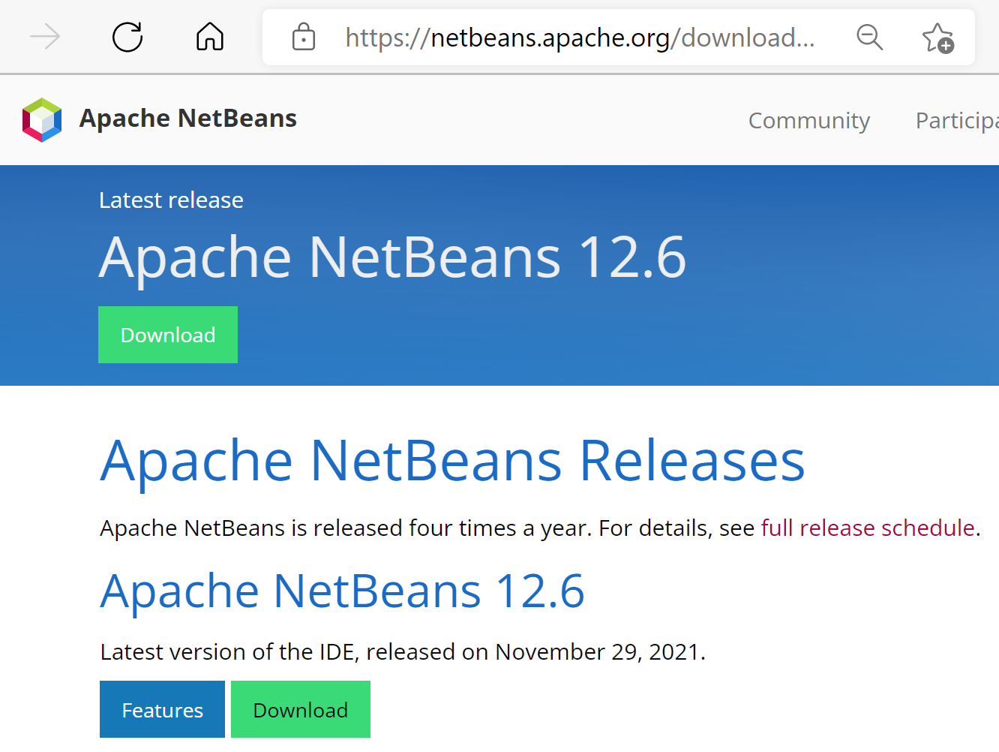 https://netbeans.apache.org/download...
Apache NetBeans
Community
Latest release
Apache NetBeans 12.6
Download
Apache NetBeans Releases
Apache NetBeans is released four times a year. For details, see full release schedule.
Apache NetBeans 12.6
Latest version of the IDE, released on November 29, 2021.
Features Download